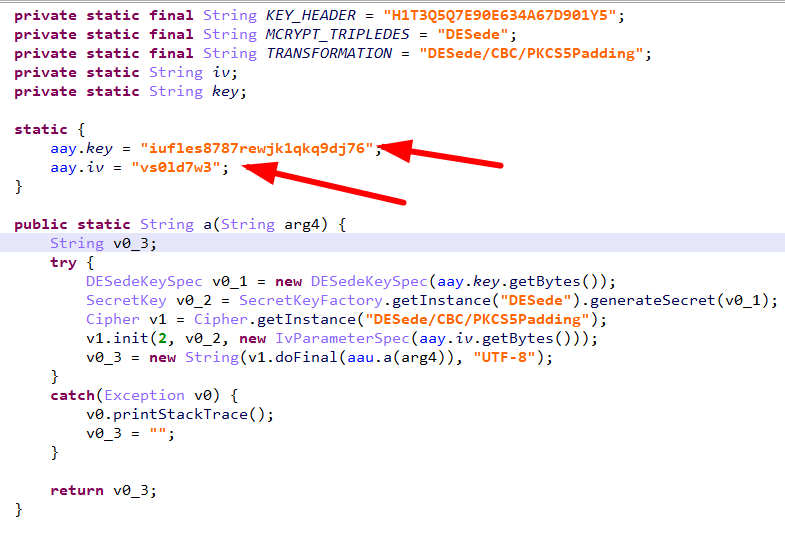 private static final String KEY_HEADER = "H1T3Q5Q7E90E634A67D901Y5";
private static final String MCRYPT_TRIPLEDES = "DESede";
private static final String TRANSFORMATION = "DESede/CBC/PKCS5Padding";
private static String iv;
private static String key;
static {
aay.key = "iufles8787rewjk1qkq9dj76";
aay.iv = "vs0ld7w3";
}
public static String a(String arg4) {
String v0_3;
try {
DESedeKeySpec v0_1 = new DESedeKeySpec(aay.key.getBytes());
SecretKey v0_2 = SecretKeyFactory.getInstance("DESede").generateSecret(v0_1);
Cipher v1 = Cipher.getInstance("DESede/CBC/PKCS5Padding");
v1.init(2, v0_2, new IvParameterSpec(aay.iv.getBytes()));
v0_3 = new String(v1.doFinal(aau.a(arg4)), "UTF-8");
}
catch(Exception v0) {
v0.printStackTrace();
v0_3 = "";
}
return v0_3;
}